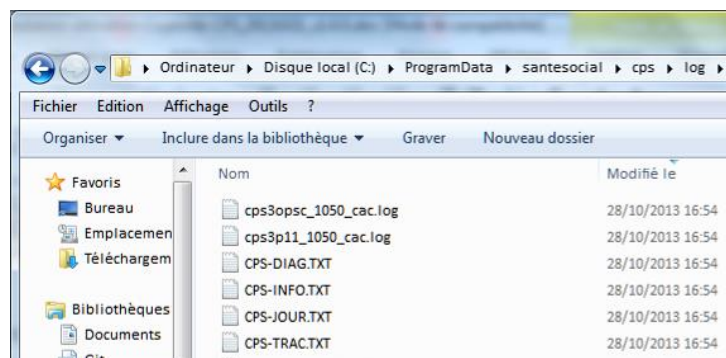 Ordinateur ▸ Disque local (C:) ▸ ProgramData ▸ santesocial ▸ cps ▸ log ▸
Fichier Edition Affichage Outils ?
Organiser ▾ Inclure dans la bibliothèque ▾ Graver Nouveau dossier
Nom Modifié le
Favoris
Bureau
Emplacemen
Téléchargem
Bibliothèques
Documents
cps3opsc_1050_cac.log 28/10/2013 16:54
cps3p11_1050_cac.log 28/10/2013 16:54
CPS-DIAG.TXT 28/10/2013 16:54
CPS-INFO.TXT 28/10/2013 16:54
CPS-JOUR.TXT 28/10/2013 16:54
CPS-TRAC.TXT 28/10/2013 16:54